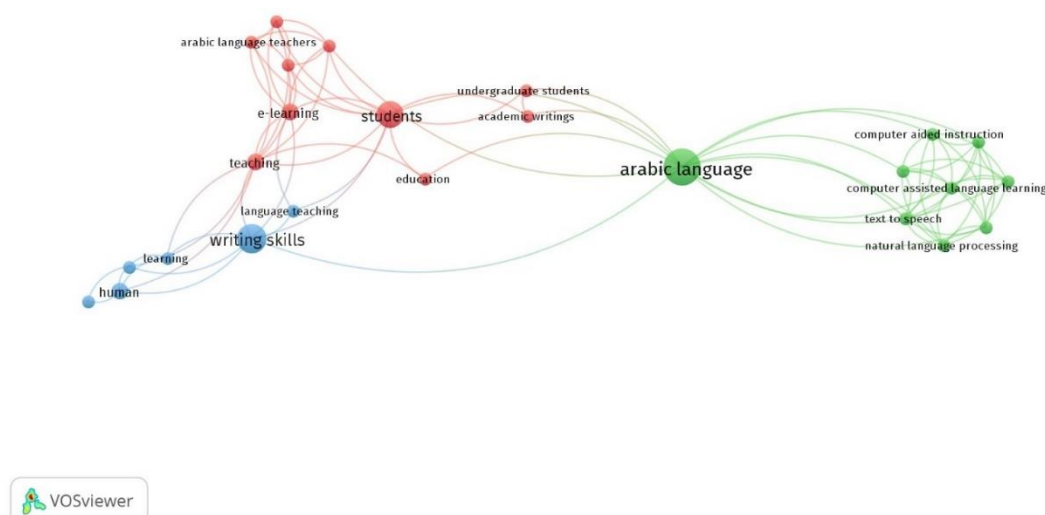 arabic language teachers
e-learning
students
undergraduate students
academic writings
teaching
education
language teaching
writing skills
learning
human
arabic language
computer aided instruction
computer assisted language learning
text to speech
natural language processing
VOSviewer